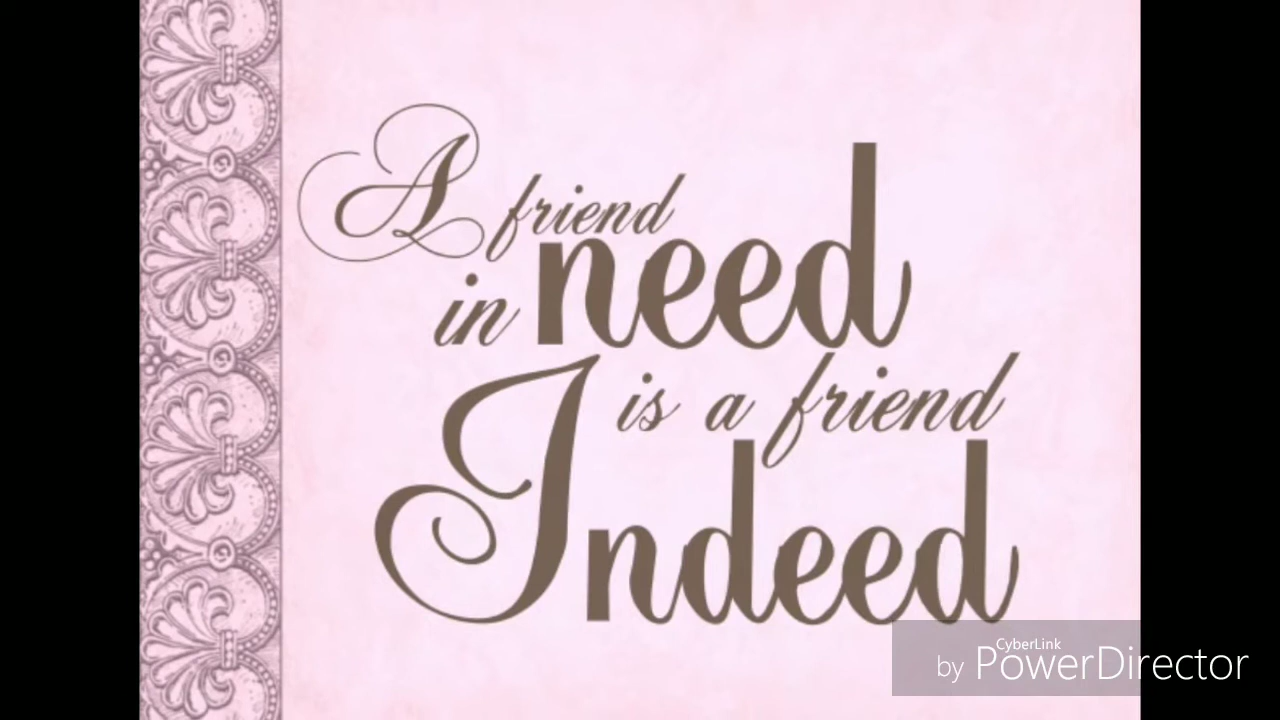 A friend
in need
is a friend
Indeed
CyberLink
by PowerDirector